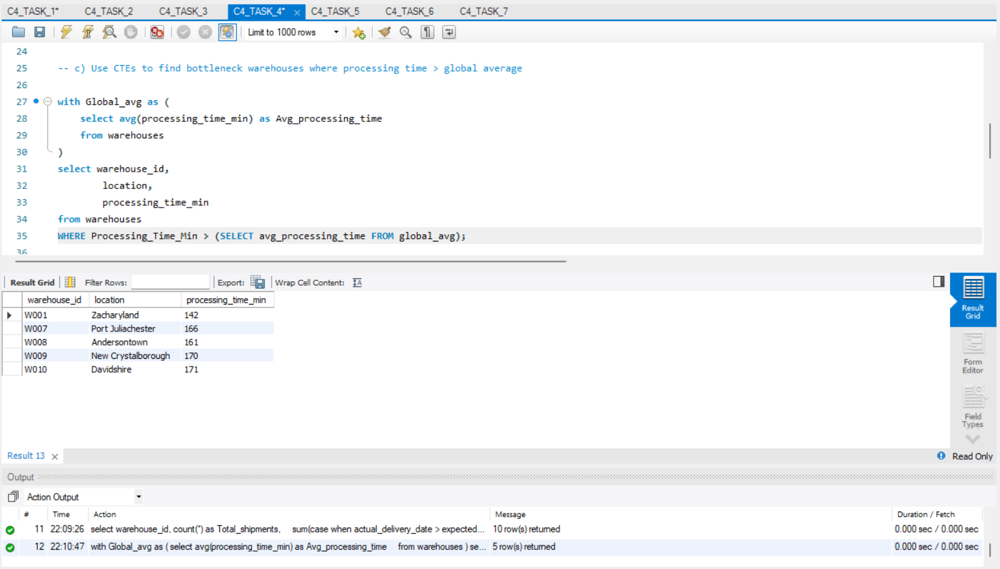 C4_TASK_1* C4_TASK_2 C4_TASK_3 C4_TASK_4* × C4_TASK_5 C4_TASK_6 C4_TASK_7
Limit to 1000 rows
24
25 -- c) Use CTEs to find bottleneck warehouses where processing time > global average
26
27 with Global_avg as (
28 select avg(processing_time_min) as Avg_processing_time
29 from warehouses
30 )
31 select warehouse_id,
32 location,
33 processing_time_min
34 from warehouses
35 WHERE Processing_Time_Min > (SELECT avg_processing_time FROM global_avg);
36
Result Grid Filter Rows: Export: Wrap Cell Content: IA
warehouse_id location processing_time_min
W001 Zacharyland 142
W007 Port Juliachester 166
W008 Andersontown 161
W009 New Crystalborough 170
W010 Davidshire 171
Result Grid
Form Editor
Field Types
Result 13 × Read Only
Output
Action Output
# Time Action Message Duration / Fetch
11 22:09:26 select warehouse_id, count(*) as Total_shipments, sum(case when actual_delivery_date > expected... 10 row(s) returned 0.000 sec / 0.000 sec
12 22:10:47 with Global_avg as ( select avg(processing_time_min) as Avg_processing_time from warehouses ) se... 5 row(s) returned 0.000 sec / 0.000 sec